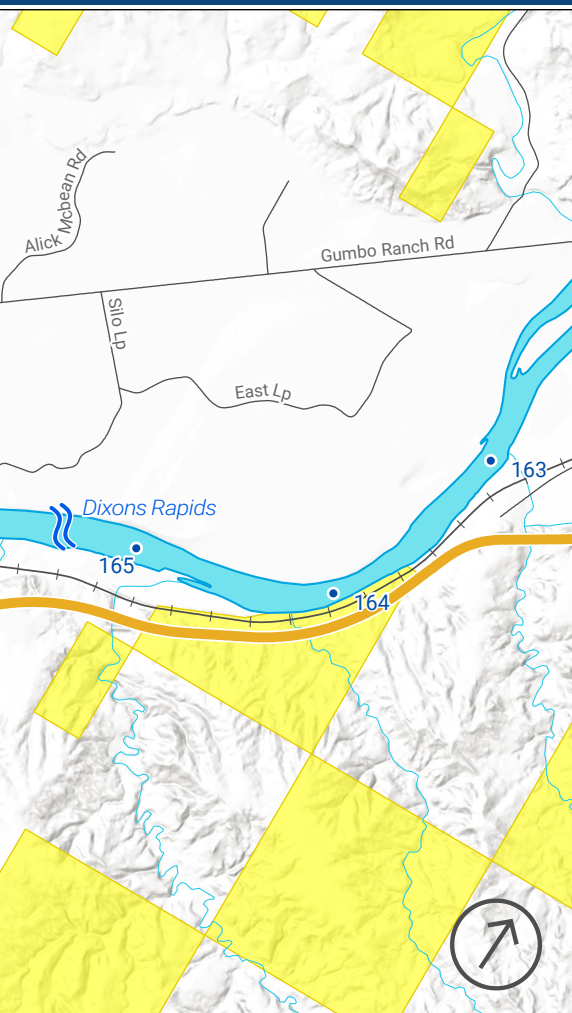 Alick Mcbean Rd
Gumbo Ranch Rd
Silo Lp
East Lp
163
Dixons Rapids
165
164